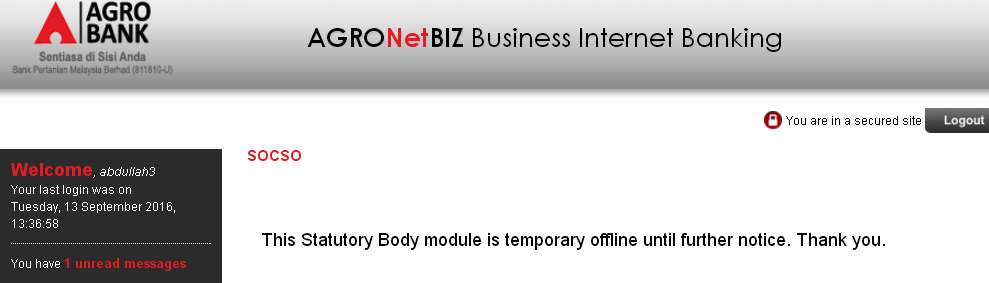 AGRO
BANK
Sentiasa di Sisi Anda
Bank Pertanian Malaysia Berhad (811810-U)
AGRONetBIZ Business Internet Banking
You are in a secured site
Logout
Welcome, abdullah3
Your last login was on
Tuesday, 13 September 2016,
13:36:58
You have 1 unread messages
SOCSO
This Statutory Body module is temporary offline until further notice. Thank you.